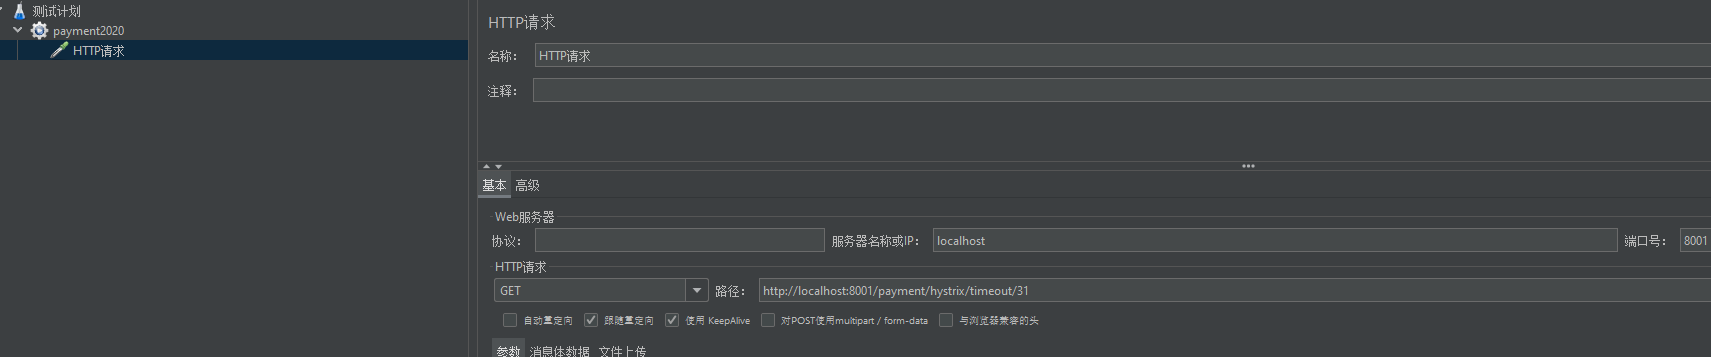 测试计划
payment2020
HTTP请求
HTTP请求
名称： HTTP请求
注释：
基本 高级
Web服务器
协议： 服务器名称或IP： localhost 端口号： 8001
HTTP请求
GET 路径： http://localhost:8001/payment/hystrix/timeout/31
自动重定向 跟随重定向 使用 KeepAlive 对POST使用multipart / form-data 与浏览器兼容的头
参数 消息体数据 文件上传